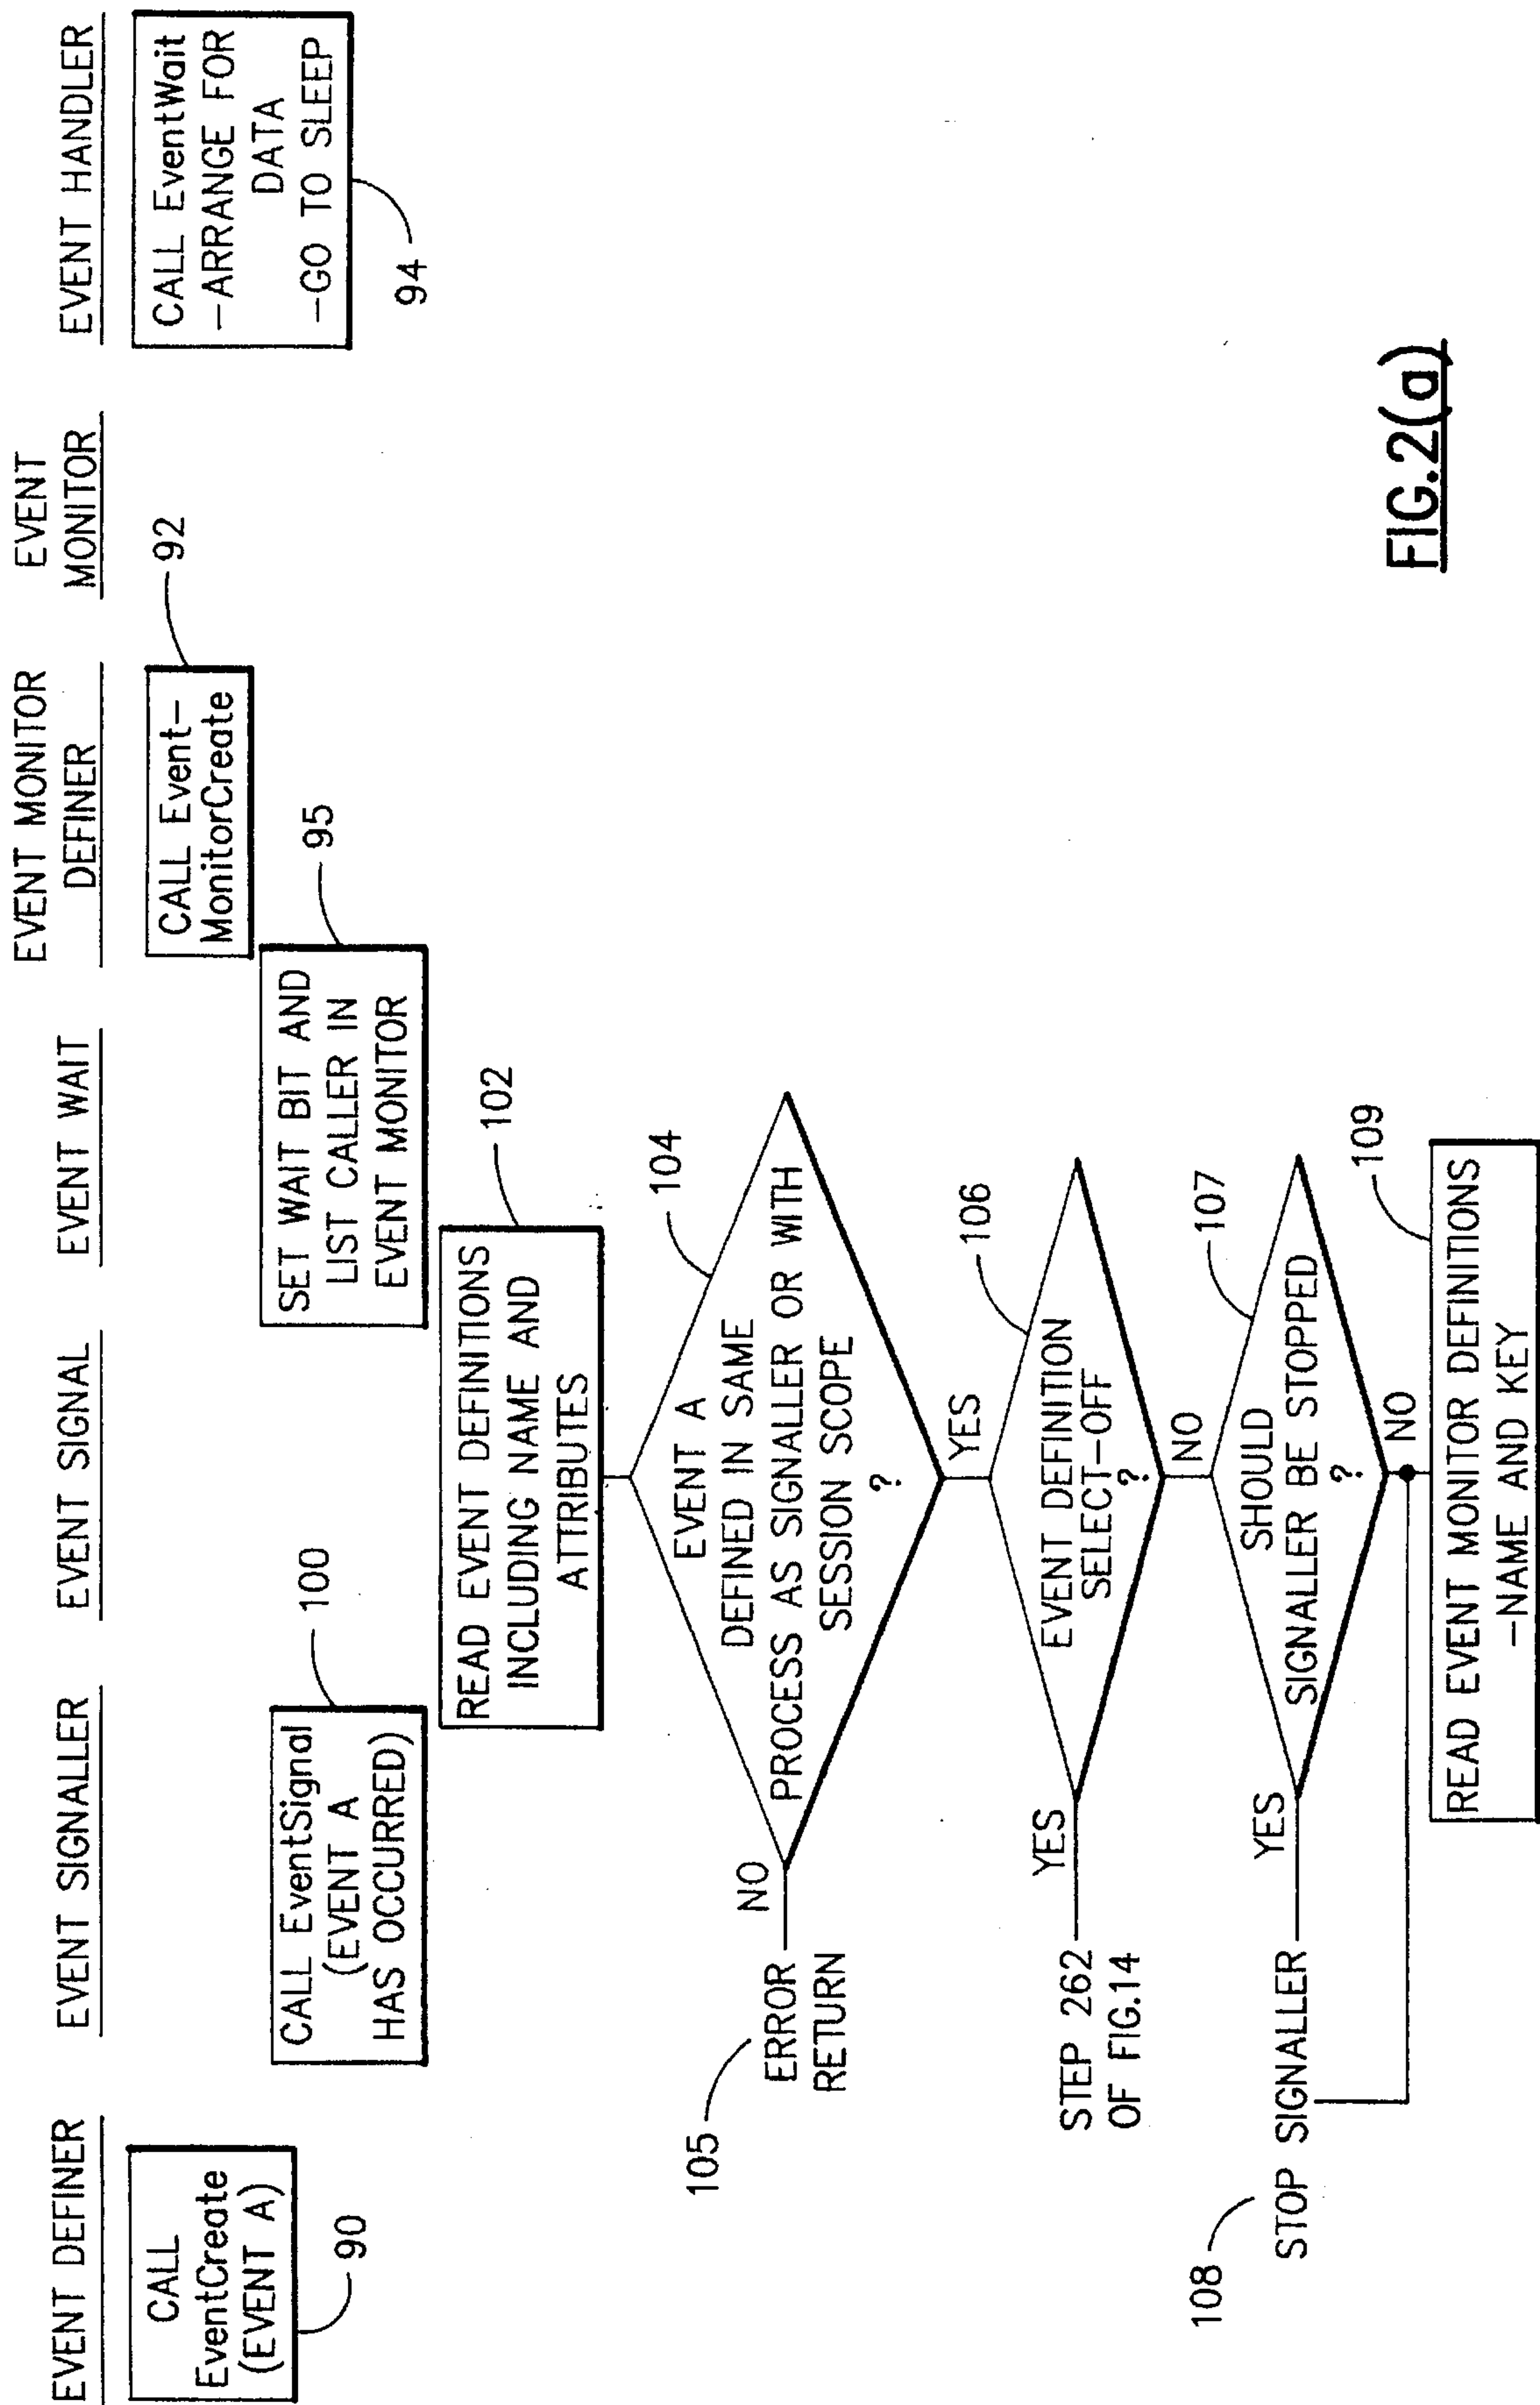 EVENT DEFINER
EVENT SIGNALLER
EVENT SIGNAL
EVENT WAIT
EVENT MONITOR
DEFINER
EVENT
MONITOR
EVENT HANDLER
CALL
EventCreate
(EVENT A)
90
CALL Event-
MonitorCreate
92
CALL EventWait
-ARRANGE FOR
DATA
-GO TO SLEEP
94
SET WAIT BIT AND
LIST CALLER IN
EVENT MONITOR
95
CALL EventSignal
(EVENT A
HAS OCCURRED)
100
READ EVENT DEFINITIONS
INCLUDING NAME AND
ATTRIBUTES
102
EVENT A
DEFINED IN SAME
PROCESS AS SIGNALLER OR WITH
SESSION SCOPE
?
104
NO
ERROR
RETURN
105
YES
EVENT DEFINITION
SELECT-OFF
?
106
YES
STEP 262
OF FIG.14
NO
SHOULD
SIGNALLER BE STOPPED
?
107
YES
STOP SIGNALLER
108
NO
READ EVENT MONITOR DEFINITIONS
-NAME AND KEY
109
FIG.2(a)